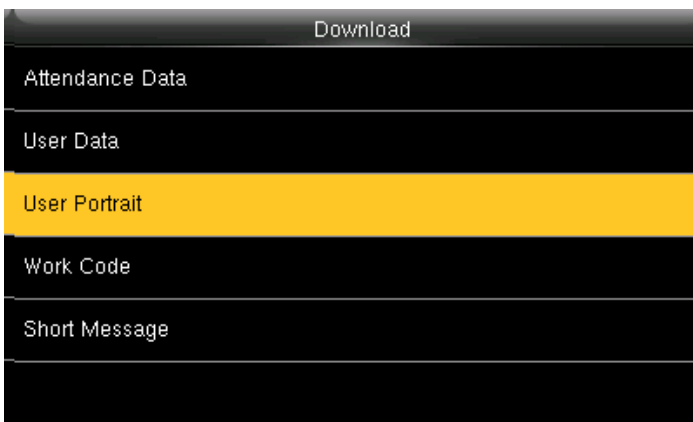 Download
Attendance Data
User Data
User Portrait
Work Code
Short Message